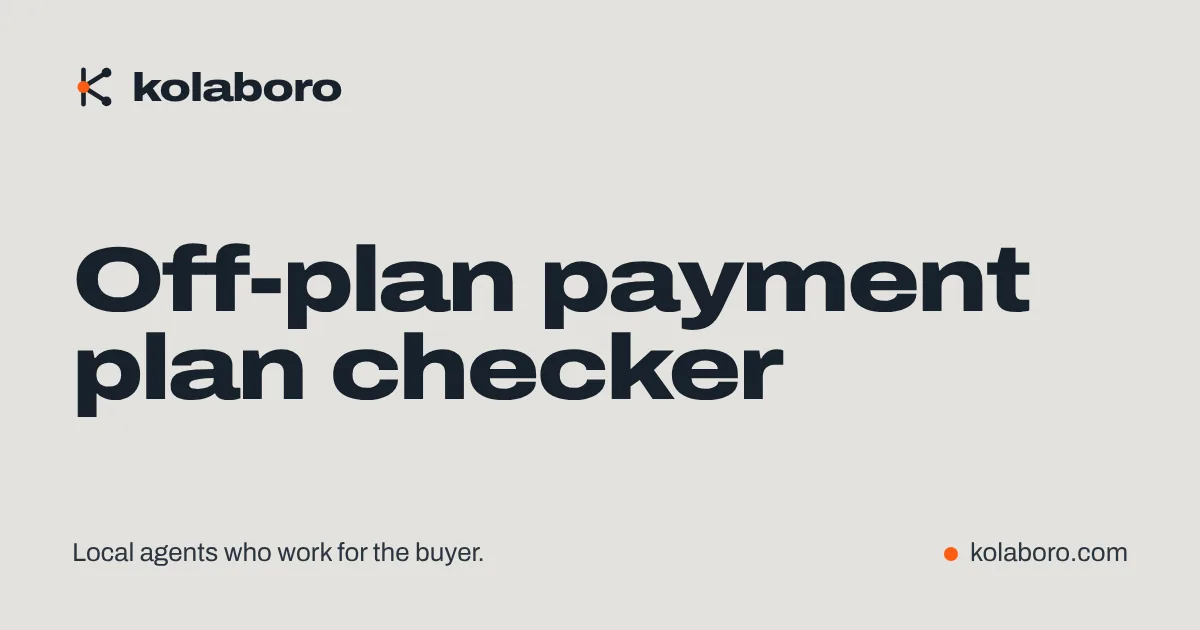 kolaboro
Off-plan payment
plan checker
Local agents who work for the buyer.
kolaboro.com